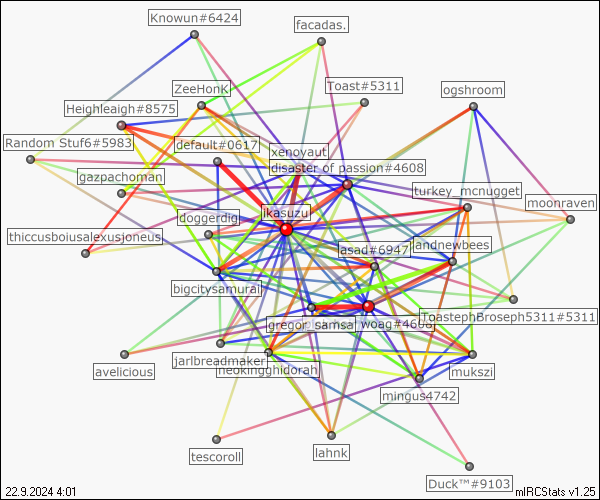 Knowun#6424
facadas.
ZeeHonK
Toast#5311
ogshroom
Heighleaigh#8575
Random Stuf6#5983
default#0617
xenovaut
disaster of passion#4608
gazpachoman
turkey_mcnugget
moonraven
doggerdig
ikasuzu
thiccusboiusalexusjoneus
asad#6947
landnewbees
bigcitysamurai
ToastephBroseph5311#5311
gregor_samsa
woag#4668
jarlbreadmaker
neokingghidorah
avelicious
mukszi
mingus4742
tescoroll
lahnk
Duck™#9103
22.9.2024 4:01
mIRCStats v1.25